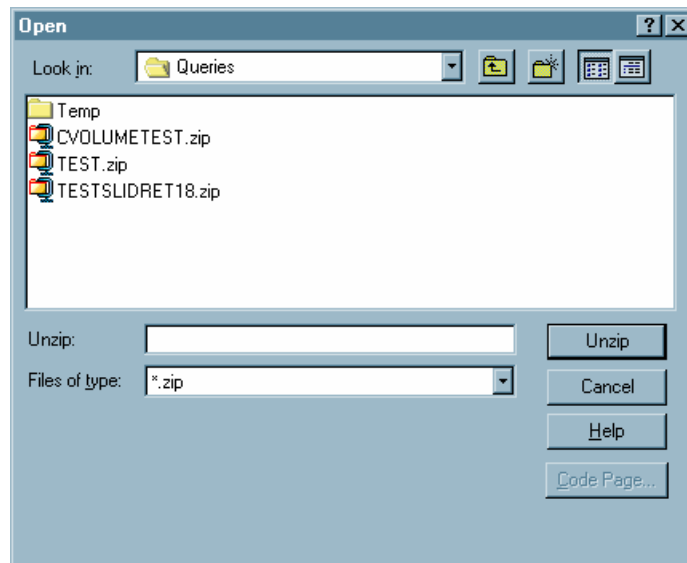 Open
Look in: Queries
Temp
CVOLUMETEST.zip
TEST.zip
TESTSLIDRET18.zip
Unzip: Unzip
Files of type: *.zip Cancel
Help
Code Page...